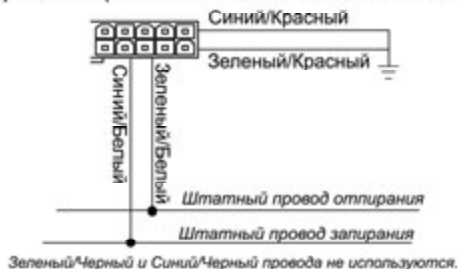 Синий/Красный
Зеленый/Красный
Синий/Белый
Зеленый/Белый
Штатный провод отпирания
Штатный провод запирания
Зеленый/Черный и Синий/Черный провода не используются.